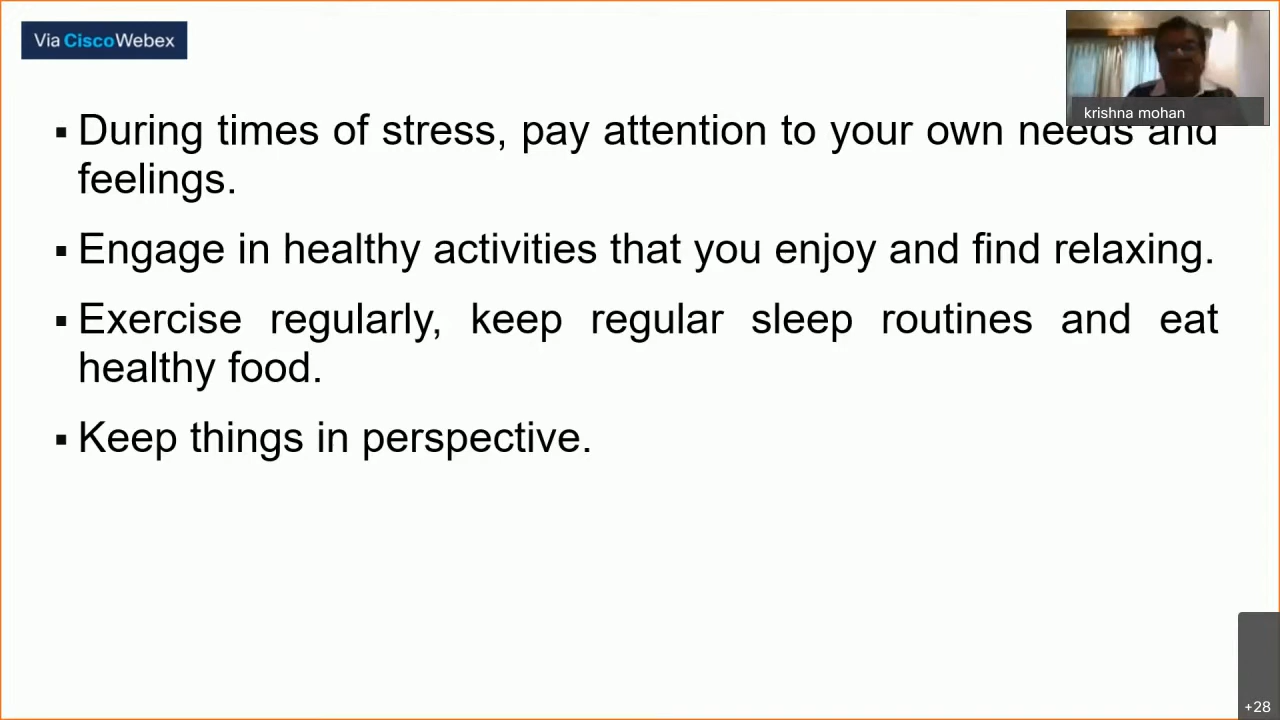 Via CiscoWebex
krishna mohan
▪ During times of stress, pay attention to your own needs and
feelings.
▪ Engage in healthy activities that you enjoy and find relaxing.
▪ Exercise regularly, keep regular sleep routines and eat
healthy food.
▪ Keep things in perspective.
+28